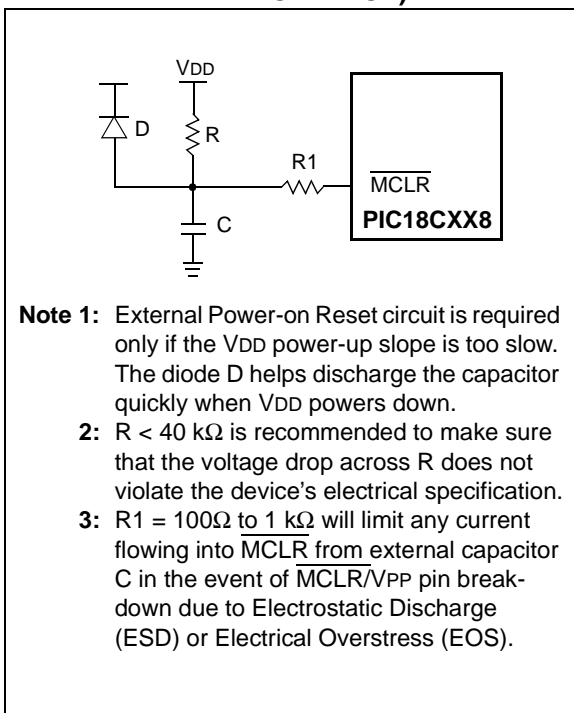 VDD
D
R
R1
MCLR
C
PIC18CXX8
Note 1: External Power-on Reset circuit is required
only if the VDD power-up slope is too slow.
The diode D helps discharge the capacitor
quickly when VDD powers down.
2: R < 40 kΩ is recommended to make sure
that the voltage drop across R does not
violate the device's electrical specification.
3: R1 = 100Ω to 1 kΩ will limit any current
flowing into MCLR from external capacitor
C in the event of MCLR/VPP pin break-
down due to Electrostatic Discharge
(ESD) or Electrical Overstress (EOS).